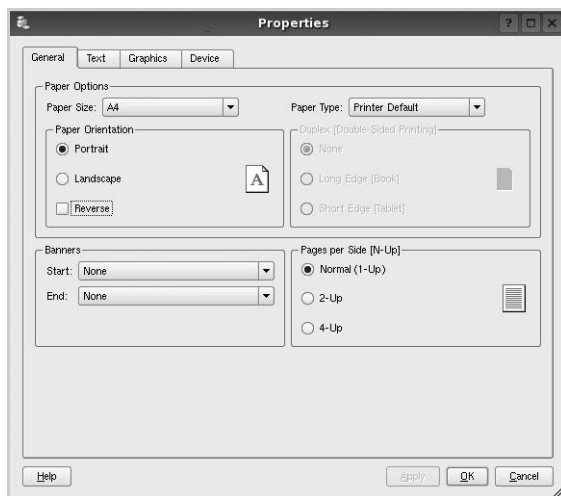 Properties
General Text Graphics Device
Paper Options
Paper Size: A4 Paper Type: Printer Default
Paper Orientation
Portrait
Landscape
A
Reverse
Duplex [Double-Sided Printing]
None
Long Edge [Book]
Short Edge [Tablet]
Banners
Start: None
End: None
Pages per Side [N-Up]
Normal (1-Up)
2-Up
4-Up
Help Apply OK Cancel